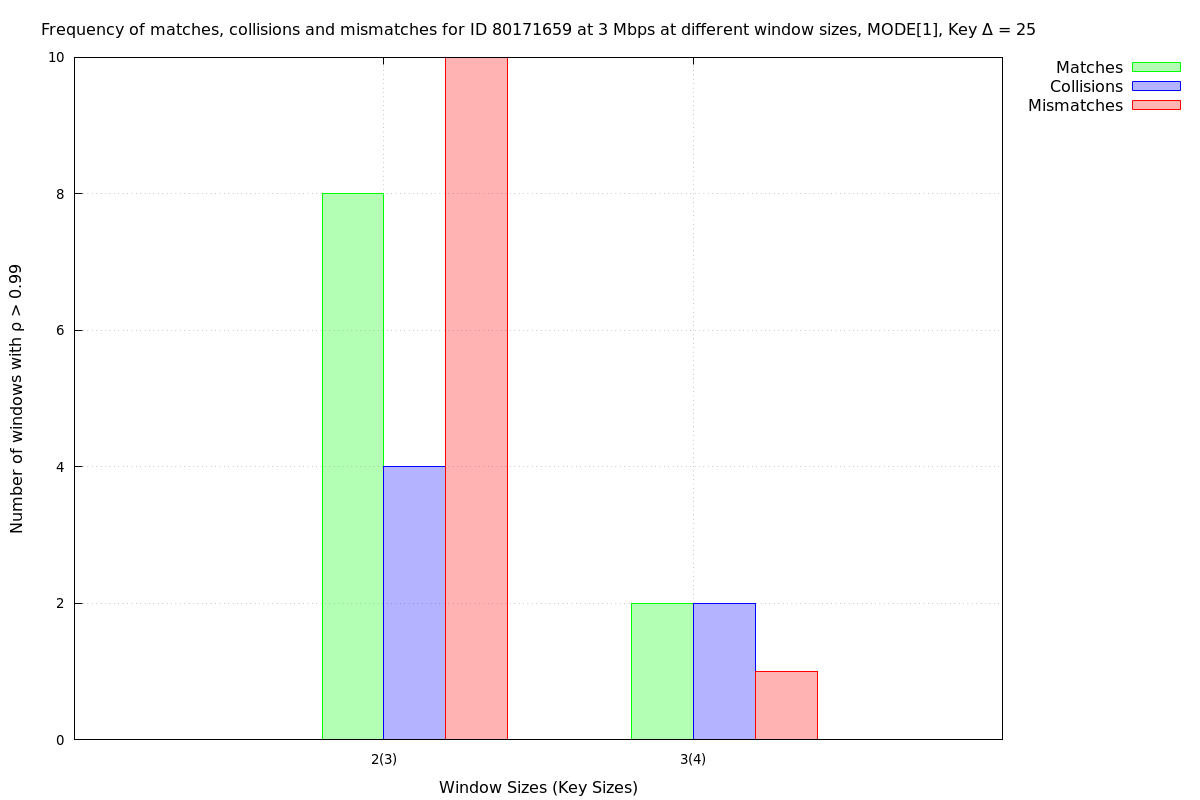 Frequency of matches, collisions and mismatches for ID 80171659 at 3 Mbps at different window sizes, MODE[1], Key Δ = 25
Matches
Collisions
Mismatches
Number of windows with ρ > 0.99
10
8
6
4
2
0
2(3)
3(4)
Window Sizes (Key Sizes)